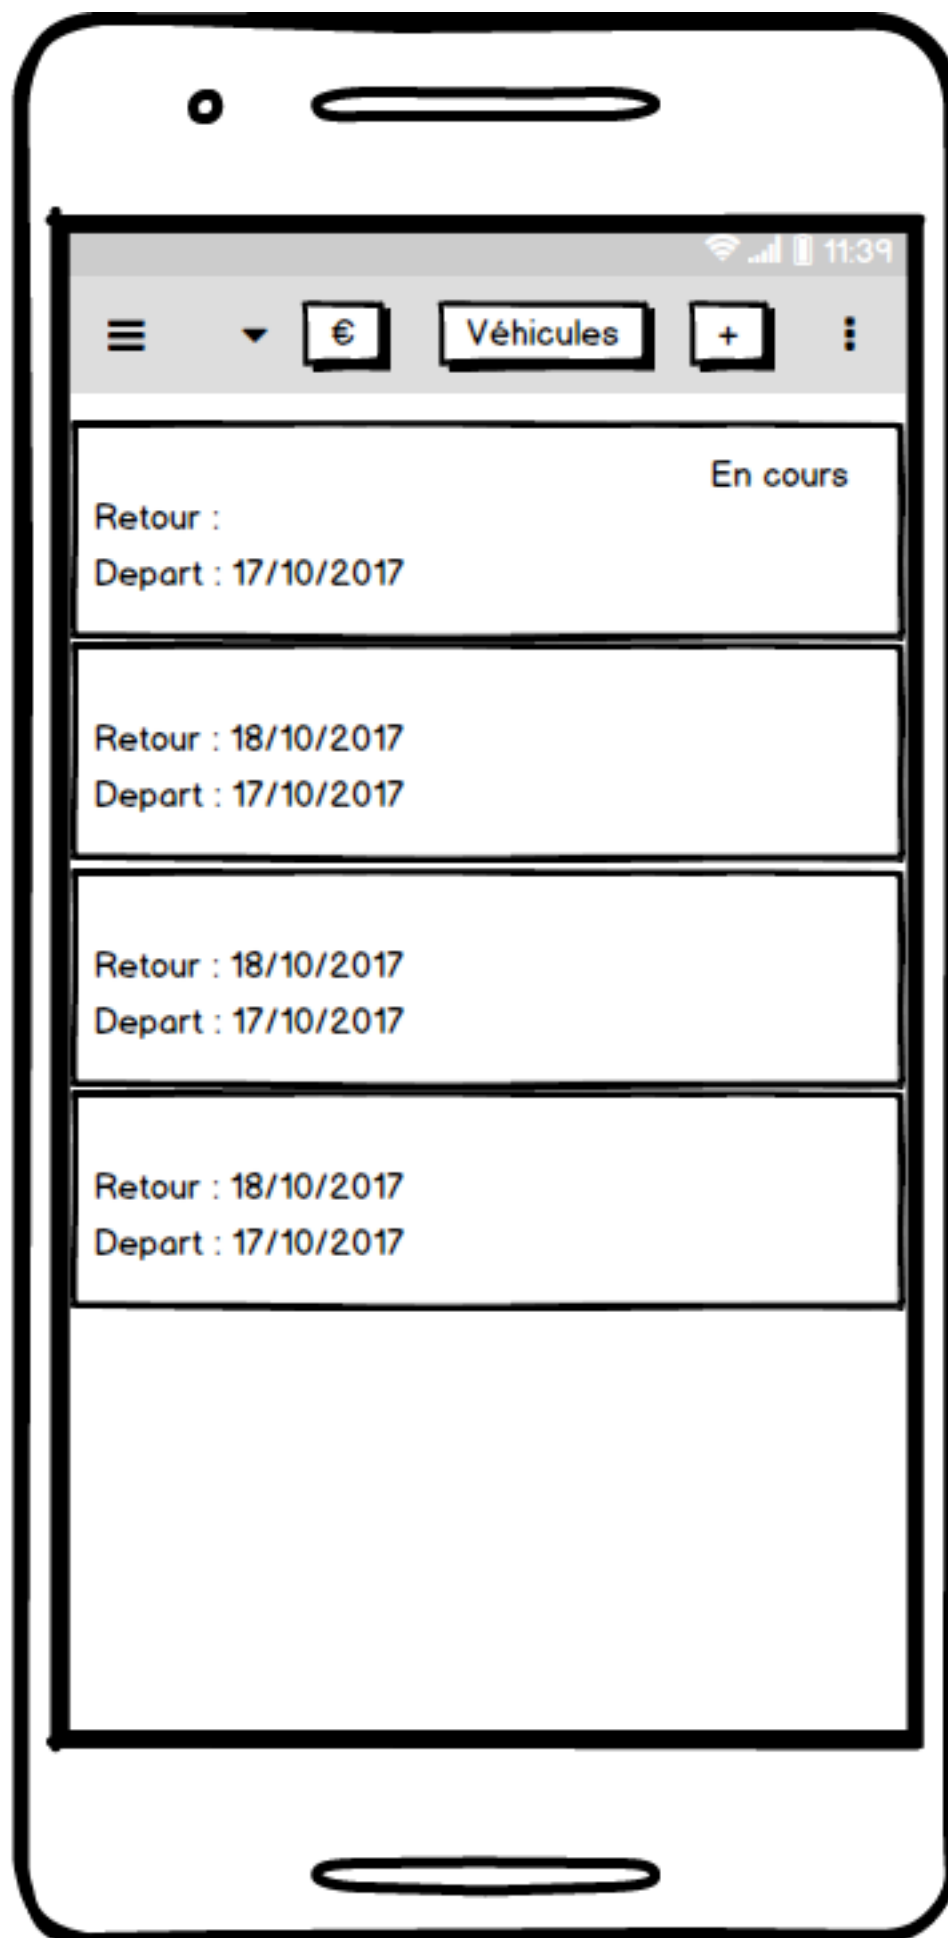 11:39
€ Véhicules +
En cours
Retour :
Depart : 17/10/2017
Retour : 18/10/2017
Depart : 17/10/2017
Retour : 18/10/2017
Depart : 17/10/2017
Retour : 18/10/2017
Depart : 17/10/2017